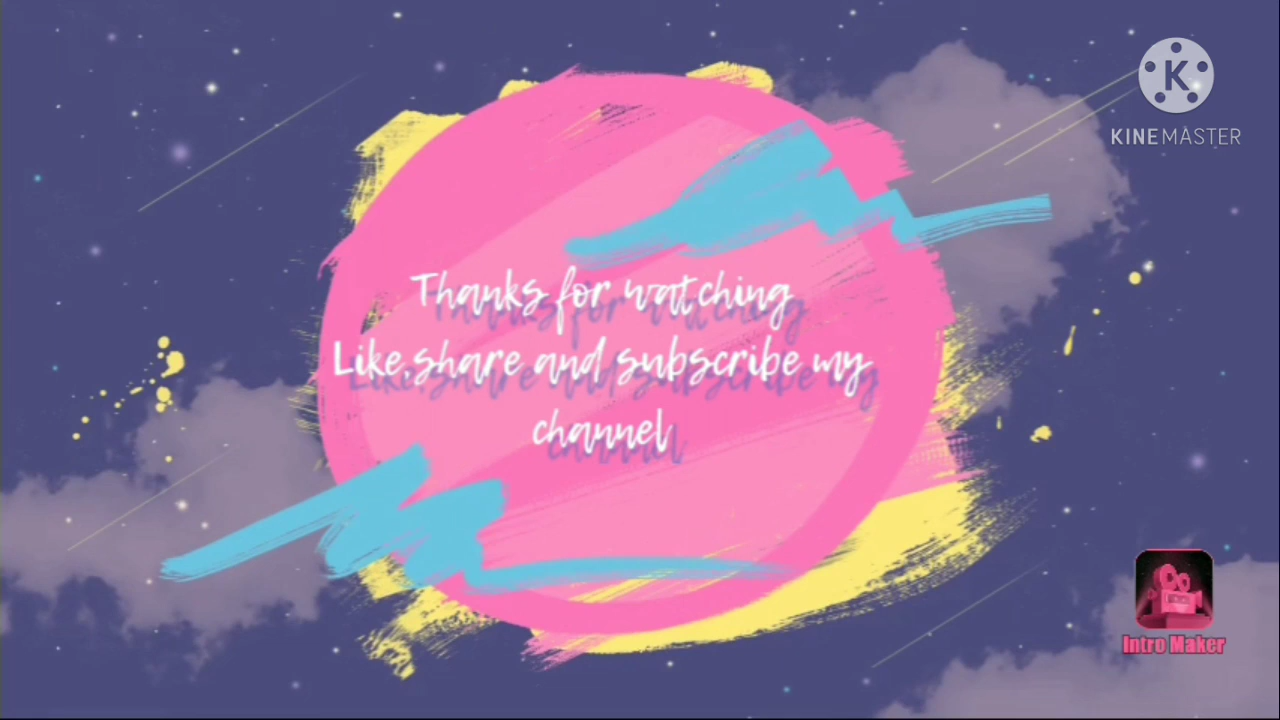 K
KINEMASTER
Thanks for watching
Like,share and subscribe my
channel
Intro Maker